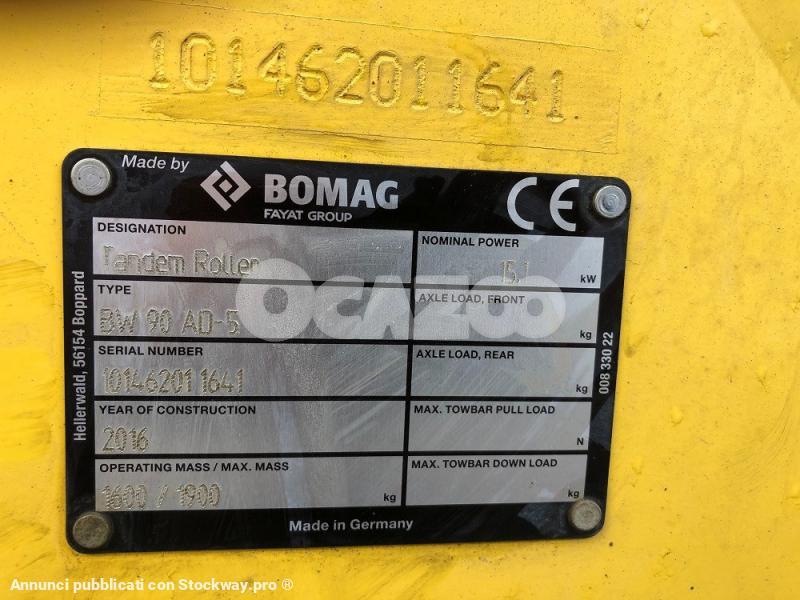 101462011641
Made by
BOMAG
FAYAT GROUP
CE
DESIGNATION
Tandem Roller
NOMINAL POWER
15.1 kW
TYPE
BW 90 AD-5
AXLE LOAD, FRONT
kg
SERIAL NUMBER
101462011641
AXLE LOAD, REAR
kg
YEAR OF CONSTRUCTION
2016
MAX. TOWBAR PULL LOAD
N
OPERATING MASS / MAX. MASS
1600 / 1900 kg
MAX. TOWBAR DOWN LOAD
kg
Made in Germany
Hellerwald, 56154 Boppard
008 330 22
OCAZOO
Annunci pubblicati con Stockway.pro ®